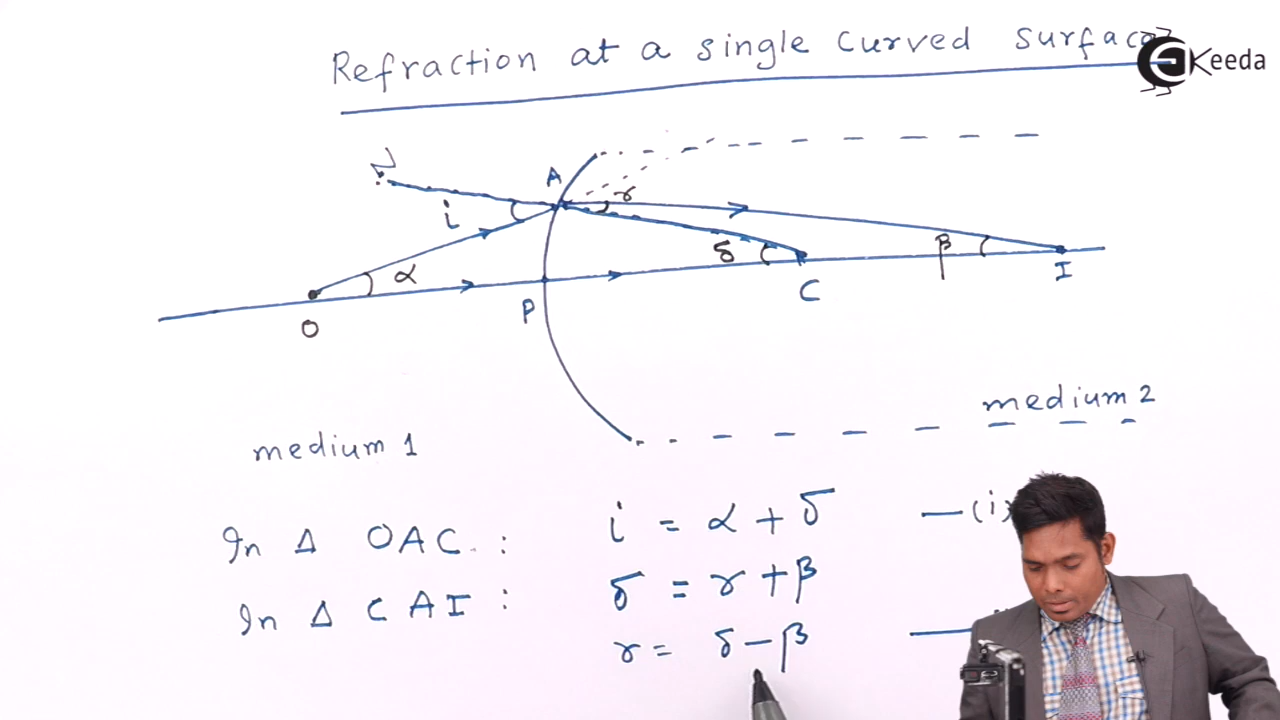 Refraction at a single curved surface
Keeda
N
A
i
r
α
δ
β
O
P
C
I
medium 1
medium 2
In Δ OAC : i = α + δ —(i)
In Δ CAI : δ = r + β
r = δ – β